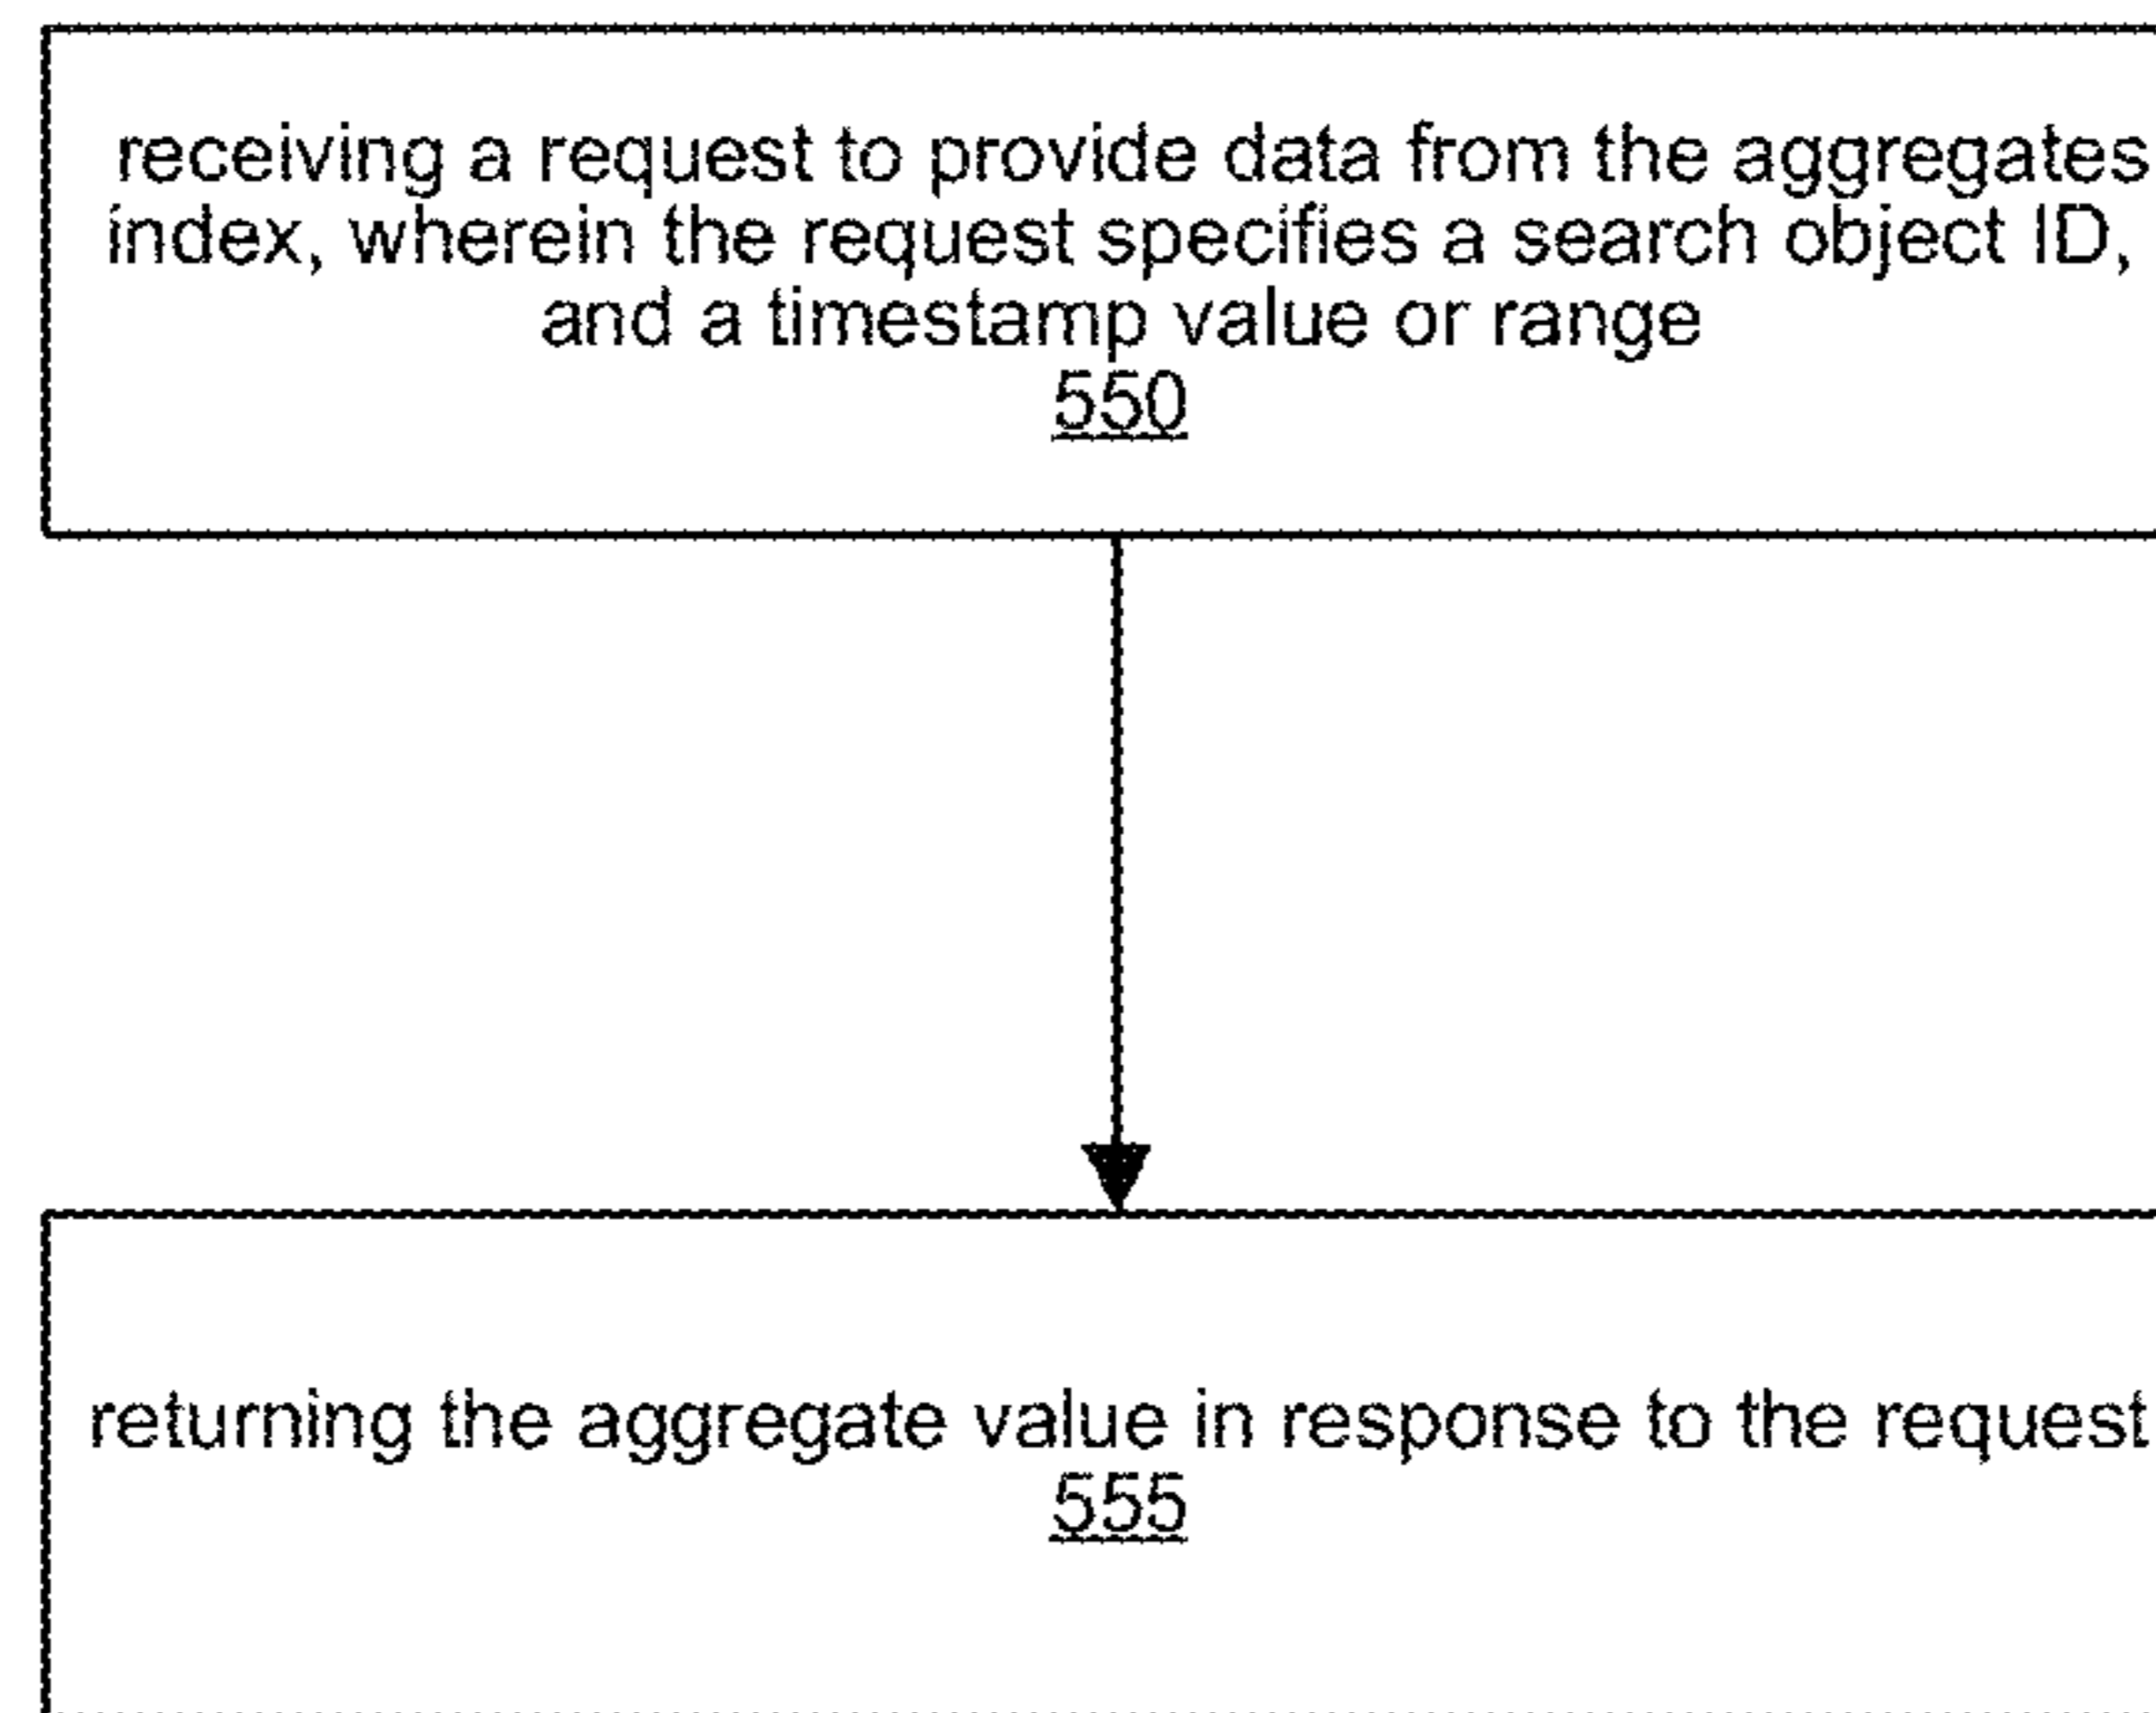 receiving a request to provide data from the aggregates
index, wherein the request specifies a search object ID,
and a timestamp value or range
550
returning the aggregate value in response to the request
555